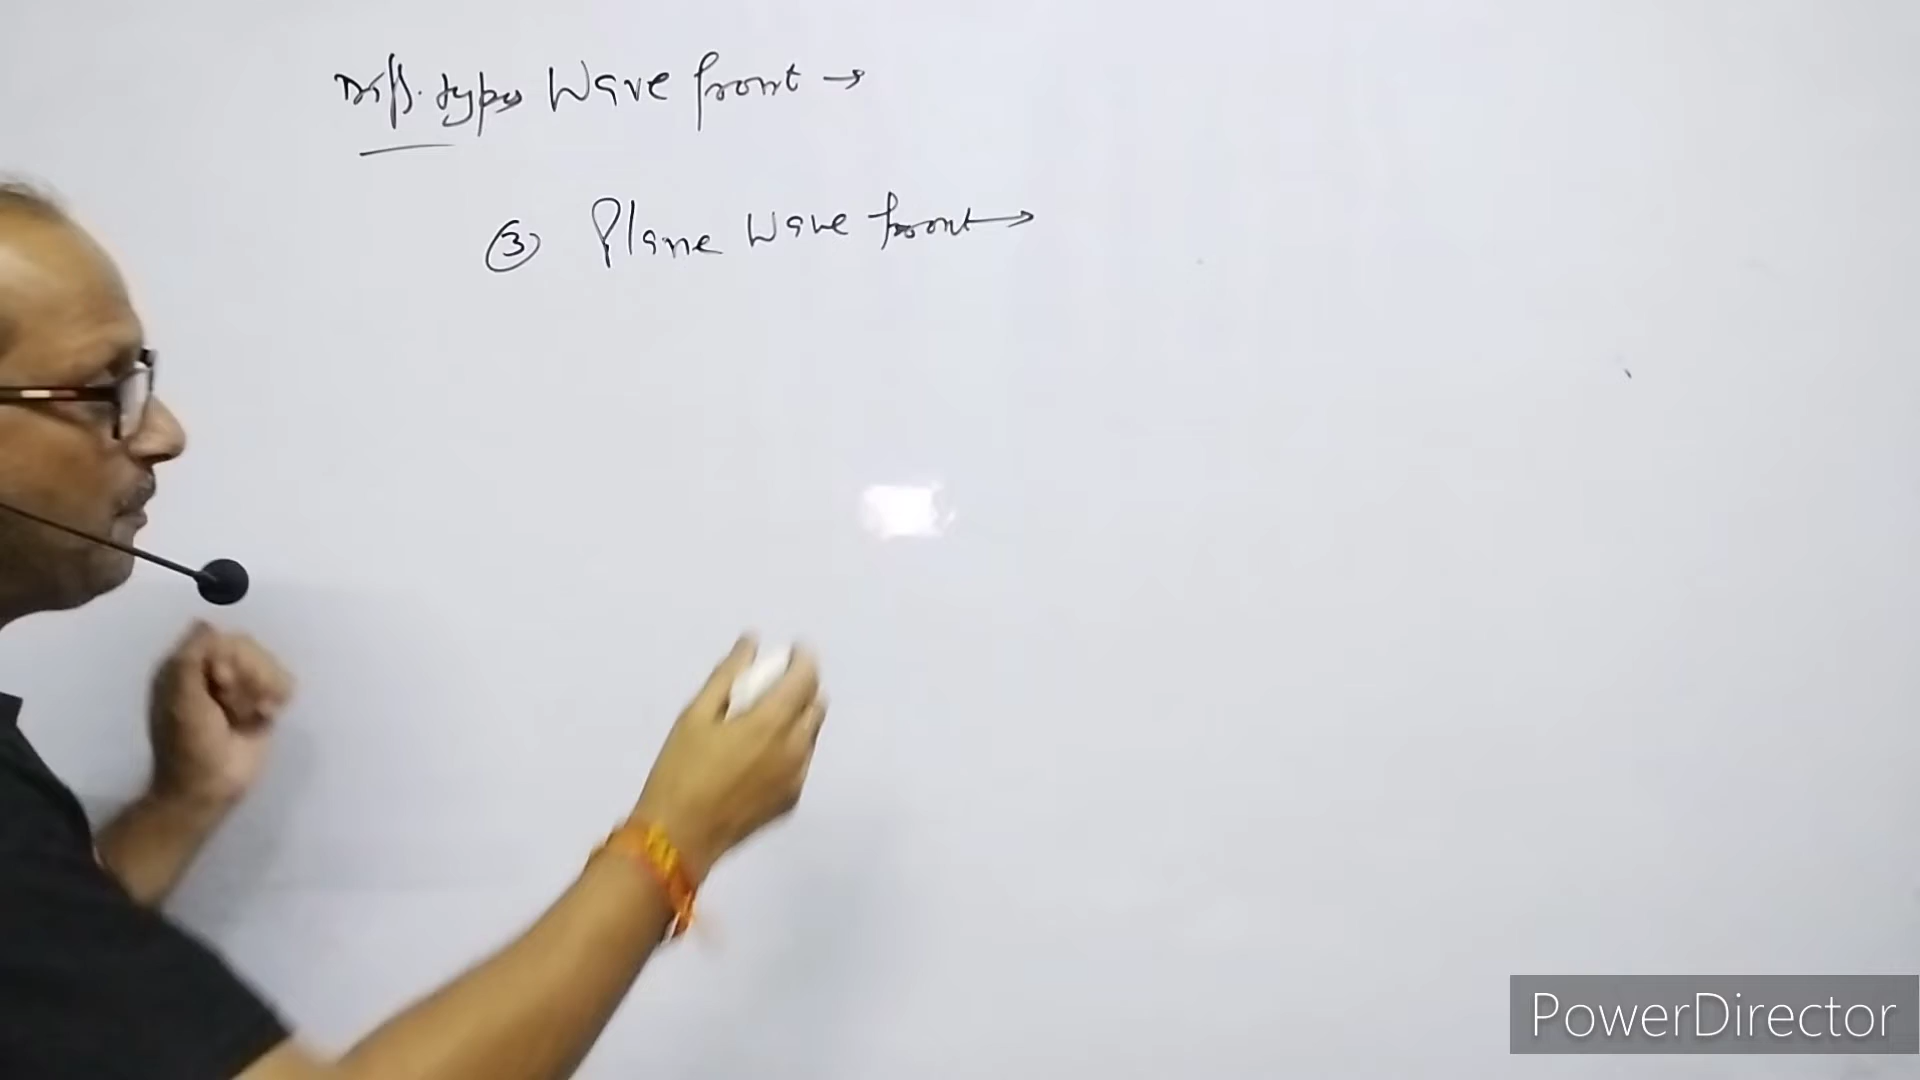 Diff. types Wave front →
③ Plane Wave front →
PowerDirector